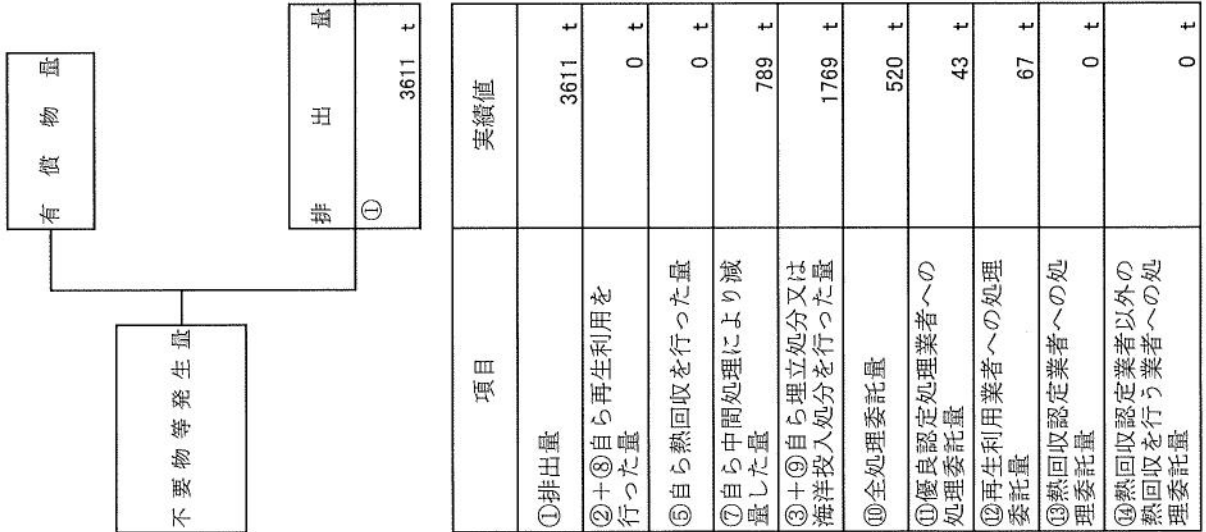 不要物等発生量
有償物量
排出量
①
3611 t
項目 実績値
①排出量 3611 t
②+⑧自ら再生利用を
行った量 0 t
⑤自ら熱回収を行った量 0 t
⑦自ら中間処理により減
量した量 789 t
③+⑨自ら埋立処分又は
海洋投入処分を行った量 1769 t
⑩全処理委託量 520 t
⑪優良認定処理業者への
処理委託量 43 t
⑫再生利用業者への処理
委託量 67 t
⑬熱回収認定業者への処
理委託量 0 t
⑭熱回収認定業者以外の
熱回収を行う業者への処
理委託量 0 t